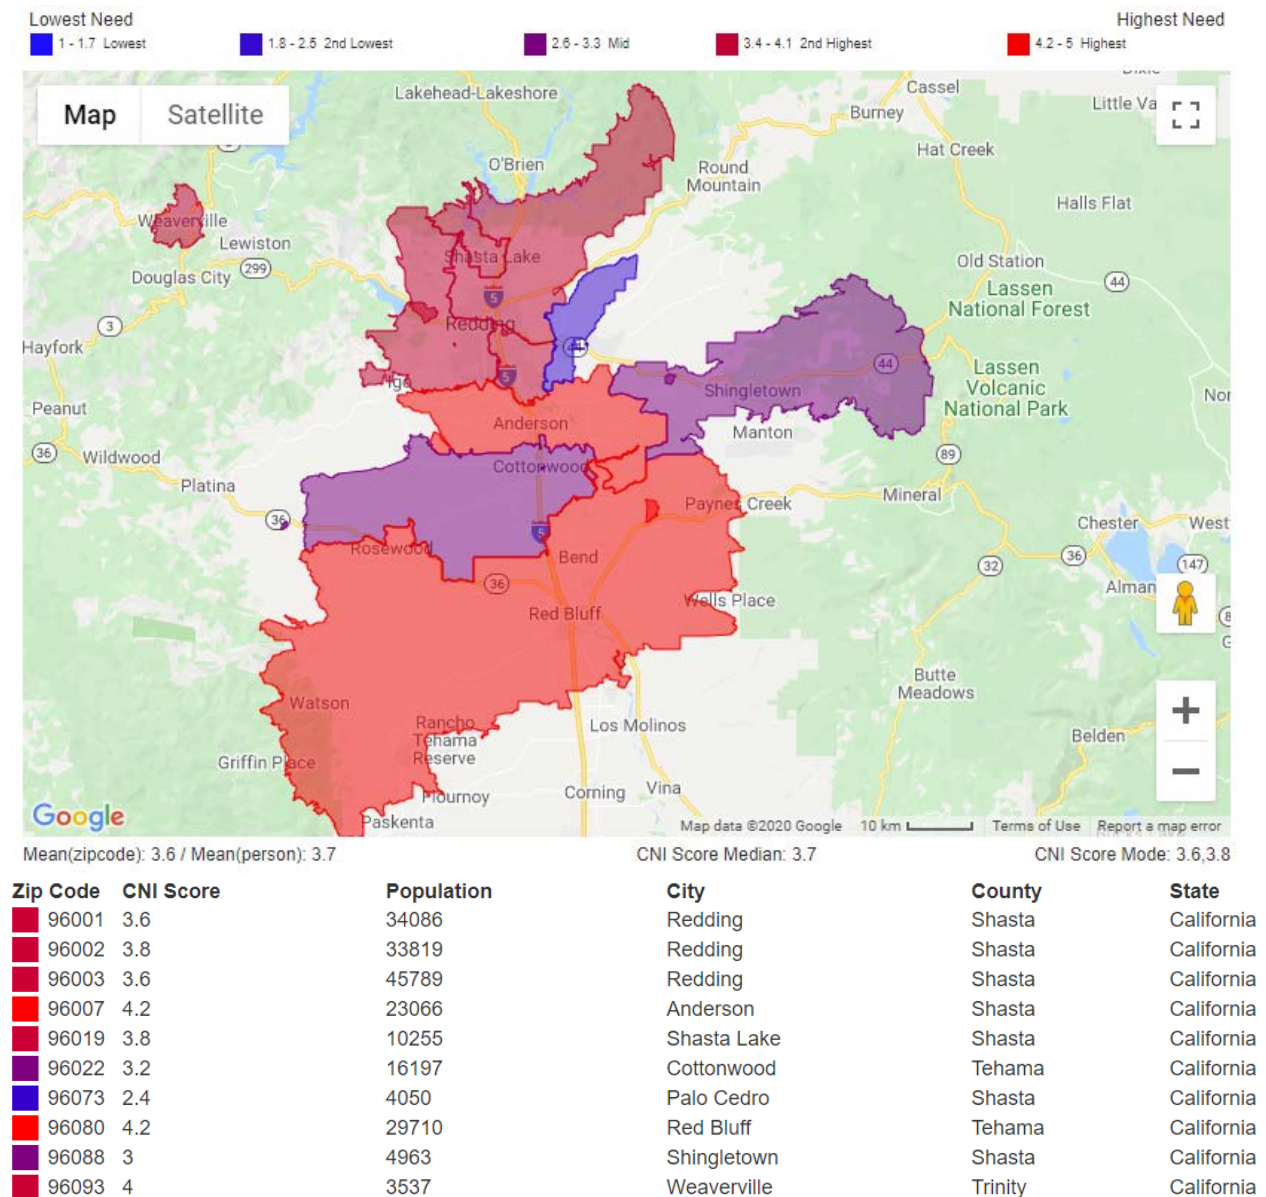 Lowest Need Highest Need
1 - 1.7 Lowest 1.8 - 2.5 2nd Lowest 2.6 - 3.3 Mid 3.4 - 4.1 2nd Highest 4.2 - 5 Highest
Map Satellite
Lakehead-Lakeshore
Cassel
Little Va
Burney
Hat Creek
O'Brien
Round
Mountain
Halls Flat
Weaverville
Lewiston
Shasta Lake
Old Station
299
Douglas City
44
Lassen
National Forest
5
3
Redding
Hayfork
44
44
Lassen
Volcanic
National Park
5
Igo
Shingletown
Nor
Peanut
Anderson
Manton
36
Wildwood
89
Cottonwood
Platina
Mineral
Paynes Creek
36
Chester
West
5
Rosewood
Bend
36
32
147
36
Alman
Wells Place
Red Bluff
8
Butte
Meadows
Watson
Rancho
Tehama
Reserve
Los Molinos
Belden
Griffin Place
Flournoy
Corning
Vina
Google
Paskenta
Map data ©2020 Google 10 km Terms of Use Report a map error
Mean(zipcode): 3.6 / Mean(person): 3.7 CNI Score Median: 3.7 CNI Score Mode: 3.6,3.8
Zip Code CNI Score Population City County State
96001 3.6 34086 Redding Shasta California
96002 3.8 33819 Redding Shasta California
96003 3.6 45789 Redding Shasta California
96007 4.2 23066 Anderson Shasta California
96019 3.8 10255 Shasta Lake Shasta California
96022 3.2 16197 Cottonwood Tehama California
96073 2.4 4050 Palo Cedro Shasta California
96080 4.2 29710 Red Bluff Tehama California
96088 3 4963 Shingletown Shasta California
96093 4 3537 Weaverville Trinity California